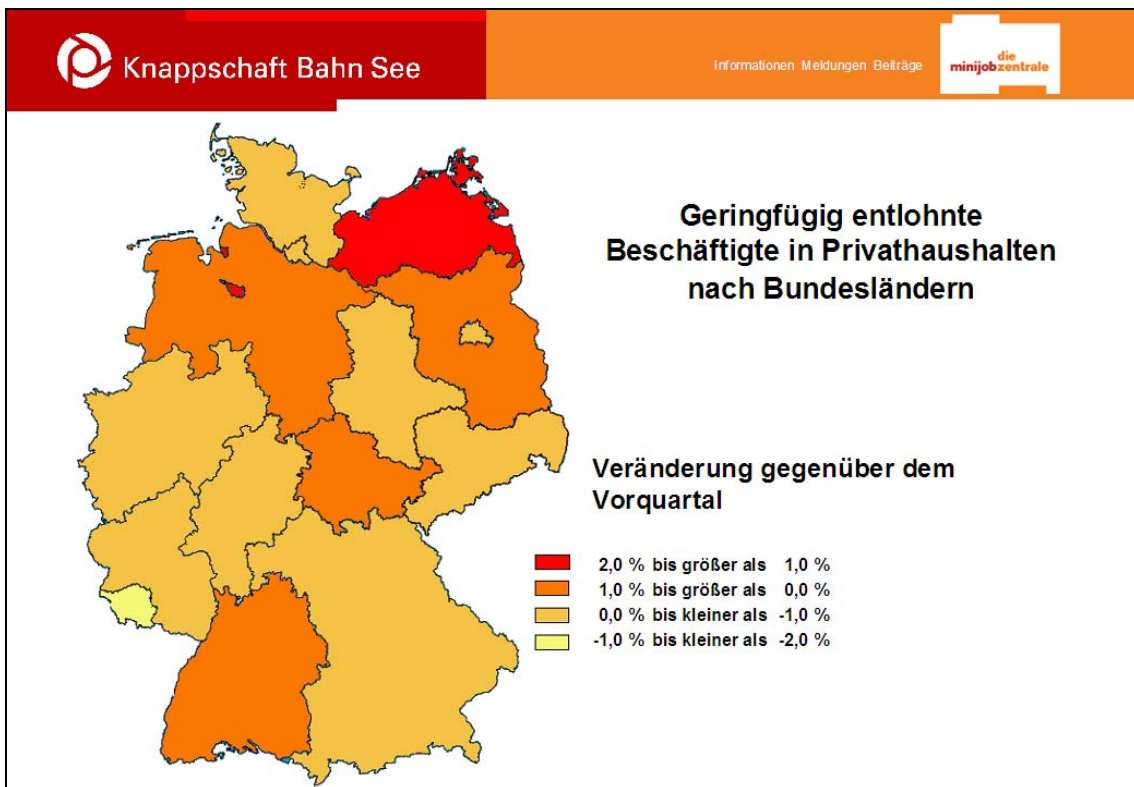 Knappschaft Bahn See
Informationen Meldungen Beiträge
die
minijobzentrale
Geringfügig entlohnte
Beschäftigte in Privathaushalten
nach Bundesländern
Veränderung gegenüber dem
Vorquartal
2,0 % bis größer als 1,0 %
1,0 % bis größer als 0,0 %
0,0 % bis kleiner als -1,0 %
-1,0 % bis kleiner als -2,0 %